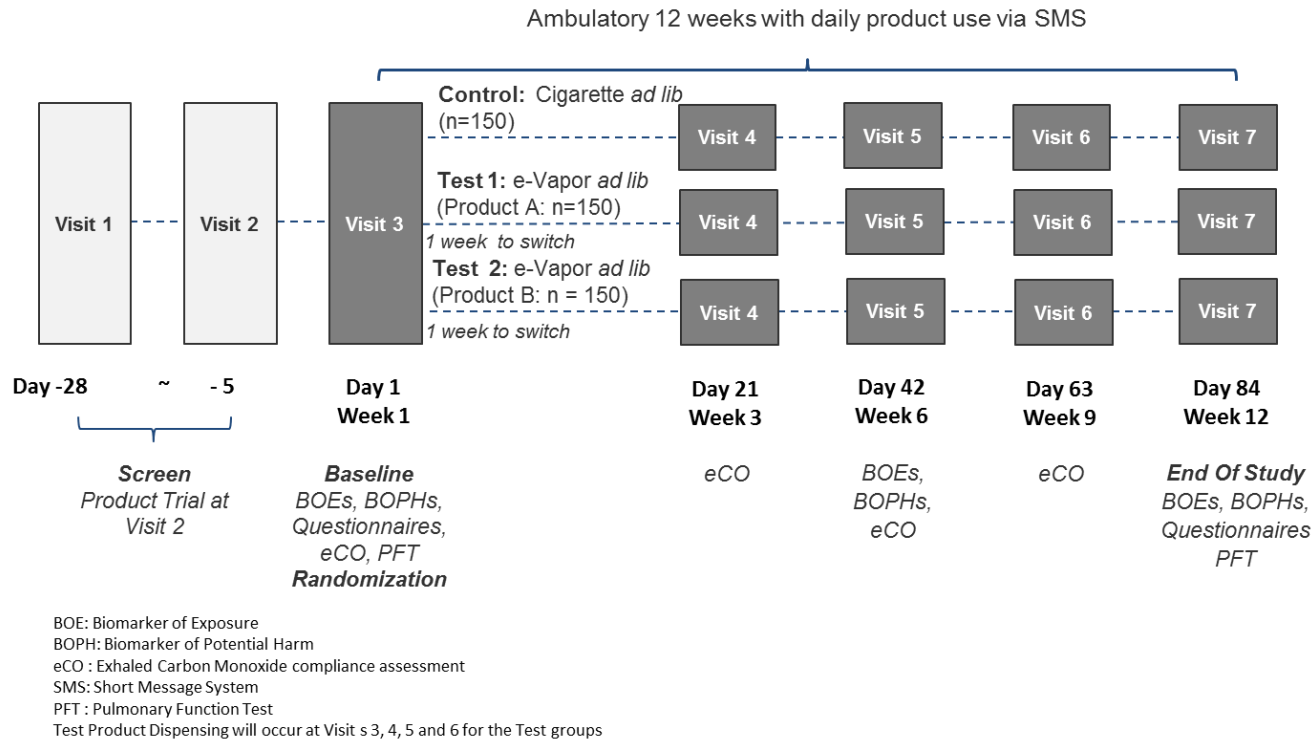 Ambulatory 12 weeks with daily product use via SMS
Control: Cigarette ad lib
(n=150)
Visit 4
Visit 5
Visit 6
Visit 7
Visit 1
Visit 2
Visit 3
Test 1: e-Vapor ad lib
(Product A: n=150)
1 week to switch
Visit 4
Visit 5
Visit 6
Visit 7
Test 2: e-Vapor ad lib
(Product B: n = 150)
1 week to switch
Visit 4
Visit 5
Visit 6
Visit 7
Day -28 ~ - 5
Screen
Product Trial at
Visit 2
Day 1
Week 1
Baseline
BOEs, BOPHs,
Questionnaires,
eCO, PFT
Randomization
Day 21
Week 3
eCO
Day 42
Week 6
BOEs,
BOPHs,
eCO
Day 63
Week 9
eCO
Day 84
Week 12
End Of Study
BOEs, BOPHs,
Questionnaires
PFT
BOE: Biomarker of Exposure
BOPH: Biomarker of Potential Harm
eCO : Exhaled Carbon Monoxide compliance assessment
SMS: Short Message System
PFT : Pulmonary Function Test
Test Product Dispensing will occur at Visit s 3, 4, 5 and 6 for the Test groups